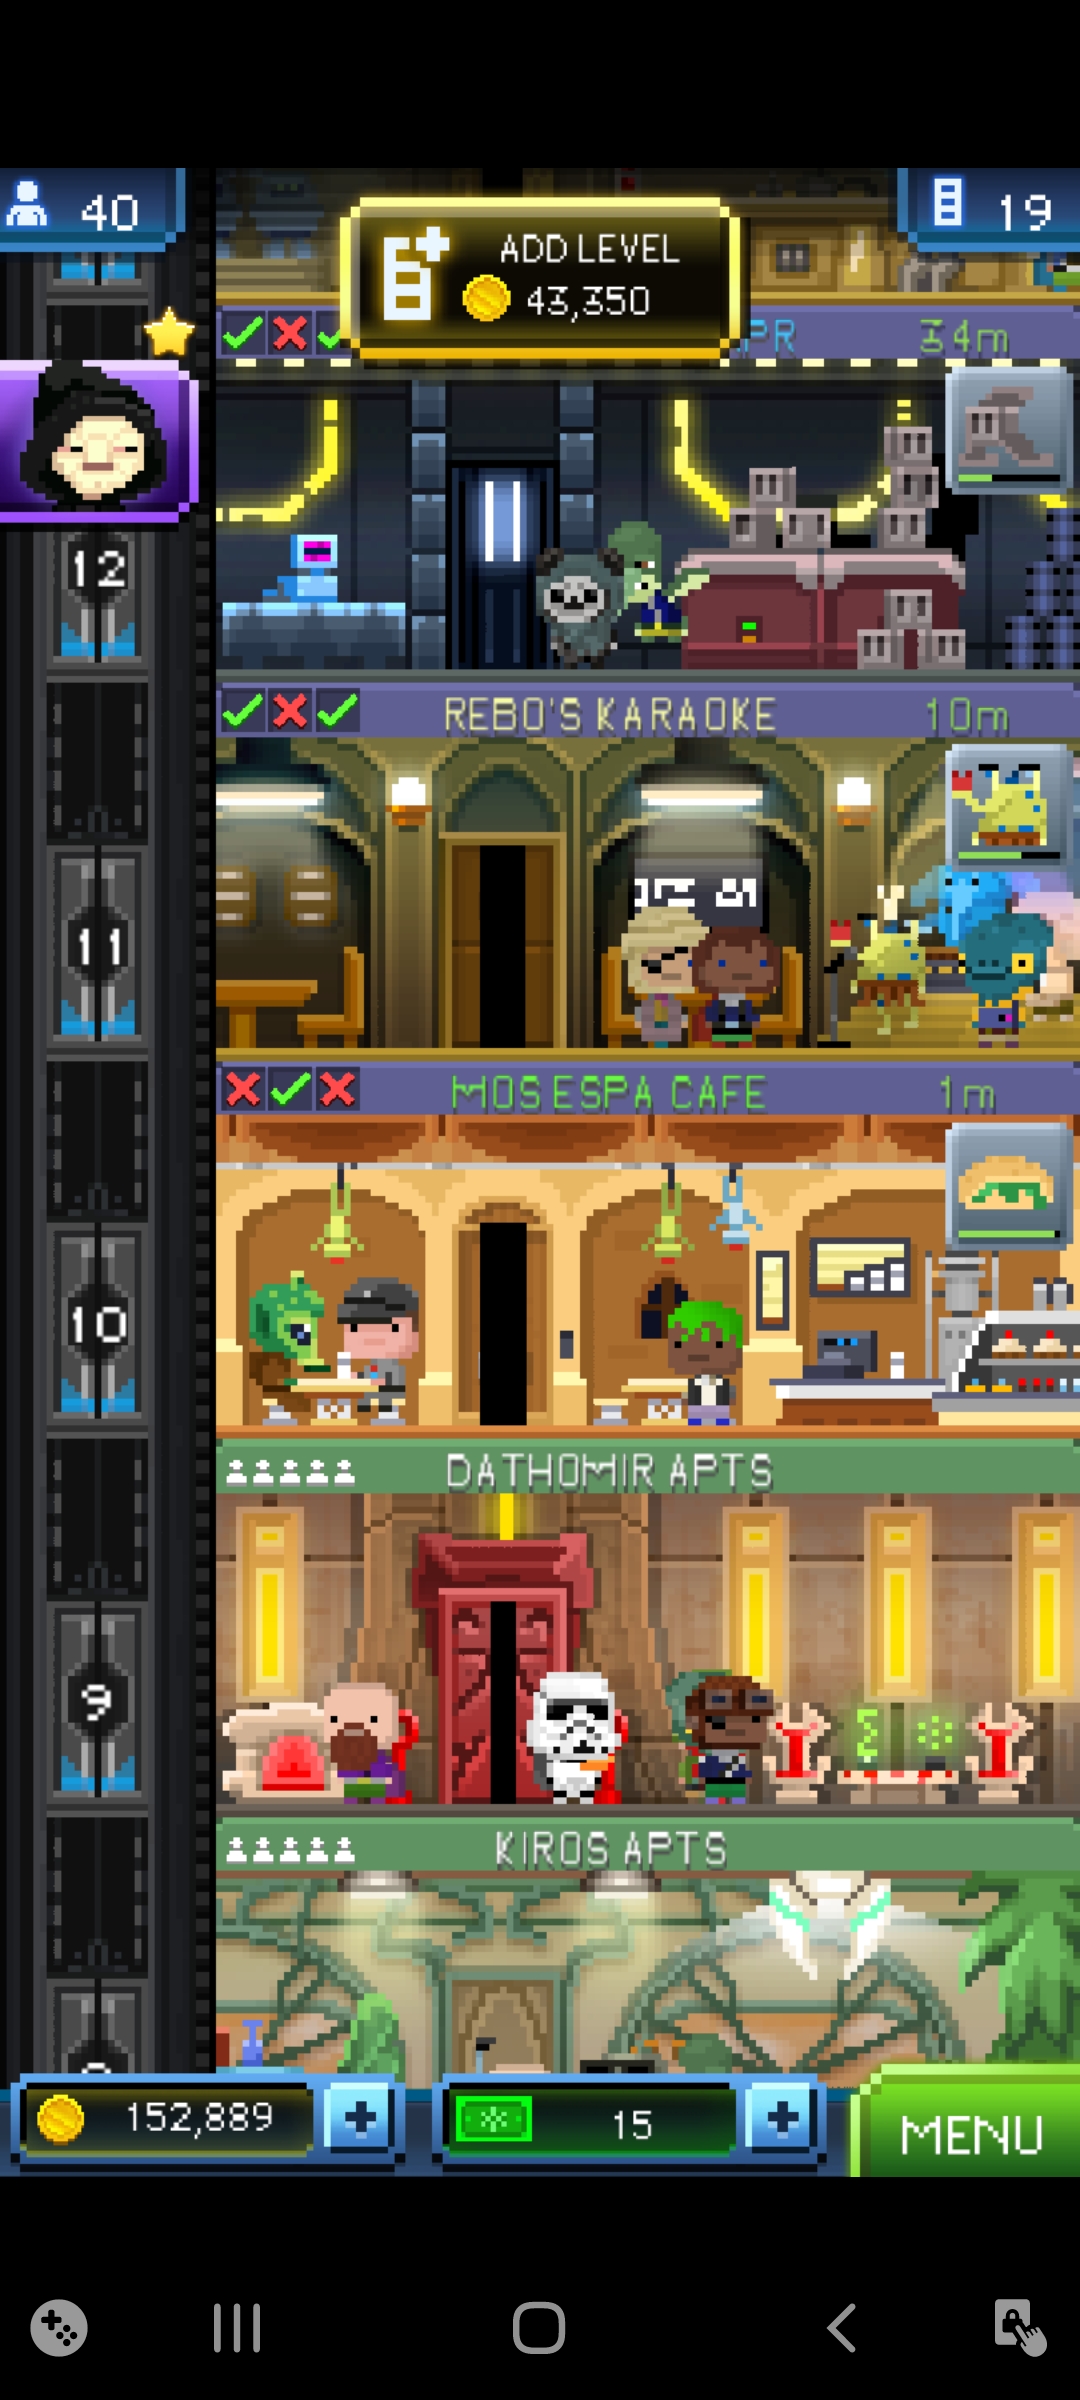 40
ADD LEVEL
43,350
19
34m
12
REBO'S KARAOKE
10m
11
MOS ESPA CAFE
1m
10
DATHOMIR APTS
9
KIROS APTS
152,889
15
MENU